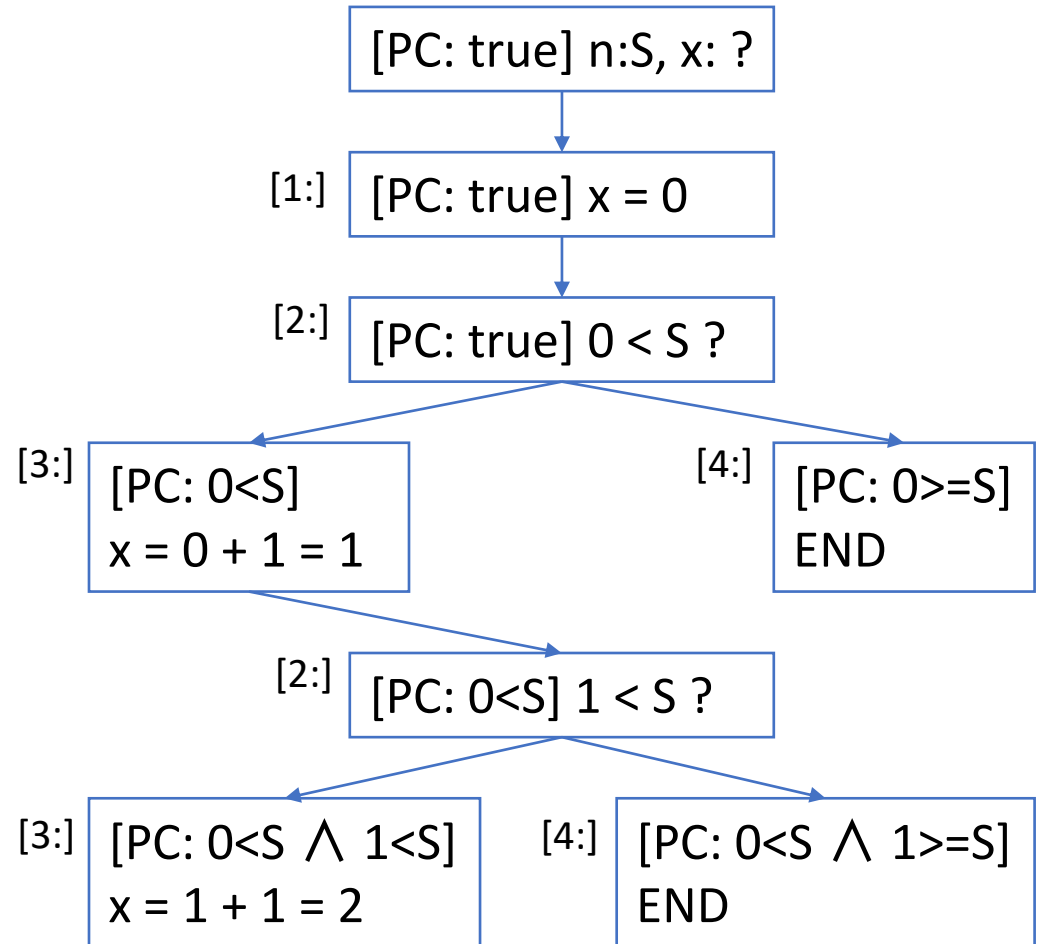 [PC: true] n:S, x: ?
[1:] [PC: true] x = 0
[2:] [PC: true] 0 < S ?
[3:] [PC: 0<S]
x = 0 + 1 = 1
[4:] [PC: 0>=S]
END
[2:] [PC: 0<S] 1 < S ?
[3:] [PC: 0<S ⋀ 1<S]
x = 1 + 1 = 2
[4:] [PC: 0<S ⋀ 1>=S]
END